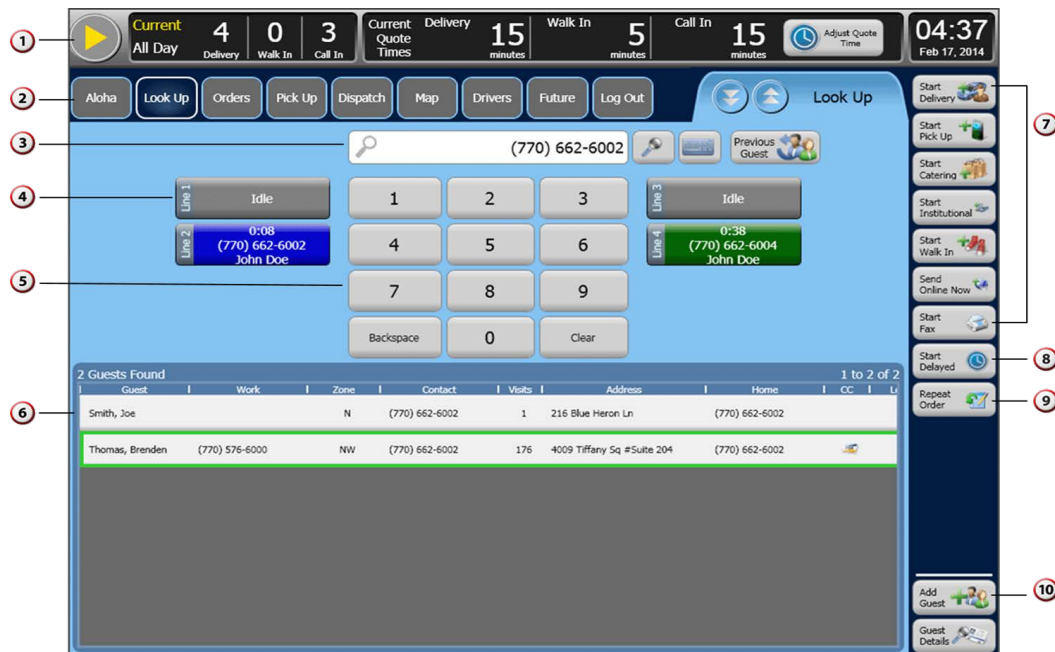 1
Current
All Day
4
Delivery
0
Walk In
3
Call In
Current
Quote
Times
Delivery
15
minutes
Walk In
5
minutes
Call In
15
minutes
Adjust Quote
Time
04:37
Feb 17, 2014
2
Aloha
Look Up
Orders
Pick Up
Dispatch
Map
Drivers
Future
Log Out
Look Up
3
(770) 662-6002
Previous
Guest
4
Line 1
Idle
Line 2
0:08
(770) 662-6002
John Doe
5
1 2 3
4 5 6
7 8 9
Backspace 0 Clear
Line 3
Idle
Line 4
0:38
(770) 662-6004
John Doe
2 Guests Found
1 to 2 of 2
Guest Work Zone Contact Visits Address Home CC
6
Smith, Joe N (770) 662-6002 1 216 Blue Heron Ln (770) 662-6002
Thomas, Brenden (770) 576-6000 NW (770) 662-6002 176 4009 Tiffany Sq #Suite 204 (770) 662-6002
Start
Delivery
Start
Pick Up
Start
Catering
Start
Institutional
Start
Walk In
Send
Online Now
Start
Fax
7
Start
Delayed
8
Repeat
Order
9
Add
Guest
10
Guest
Details